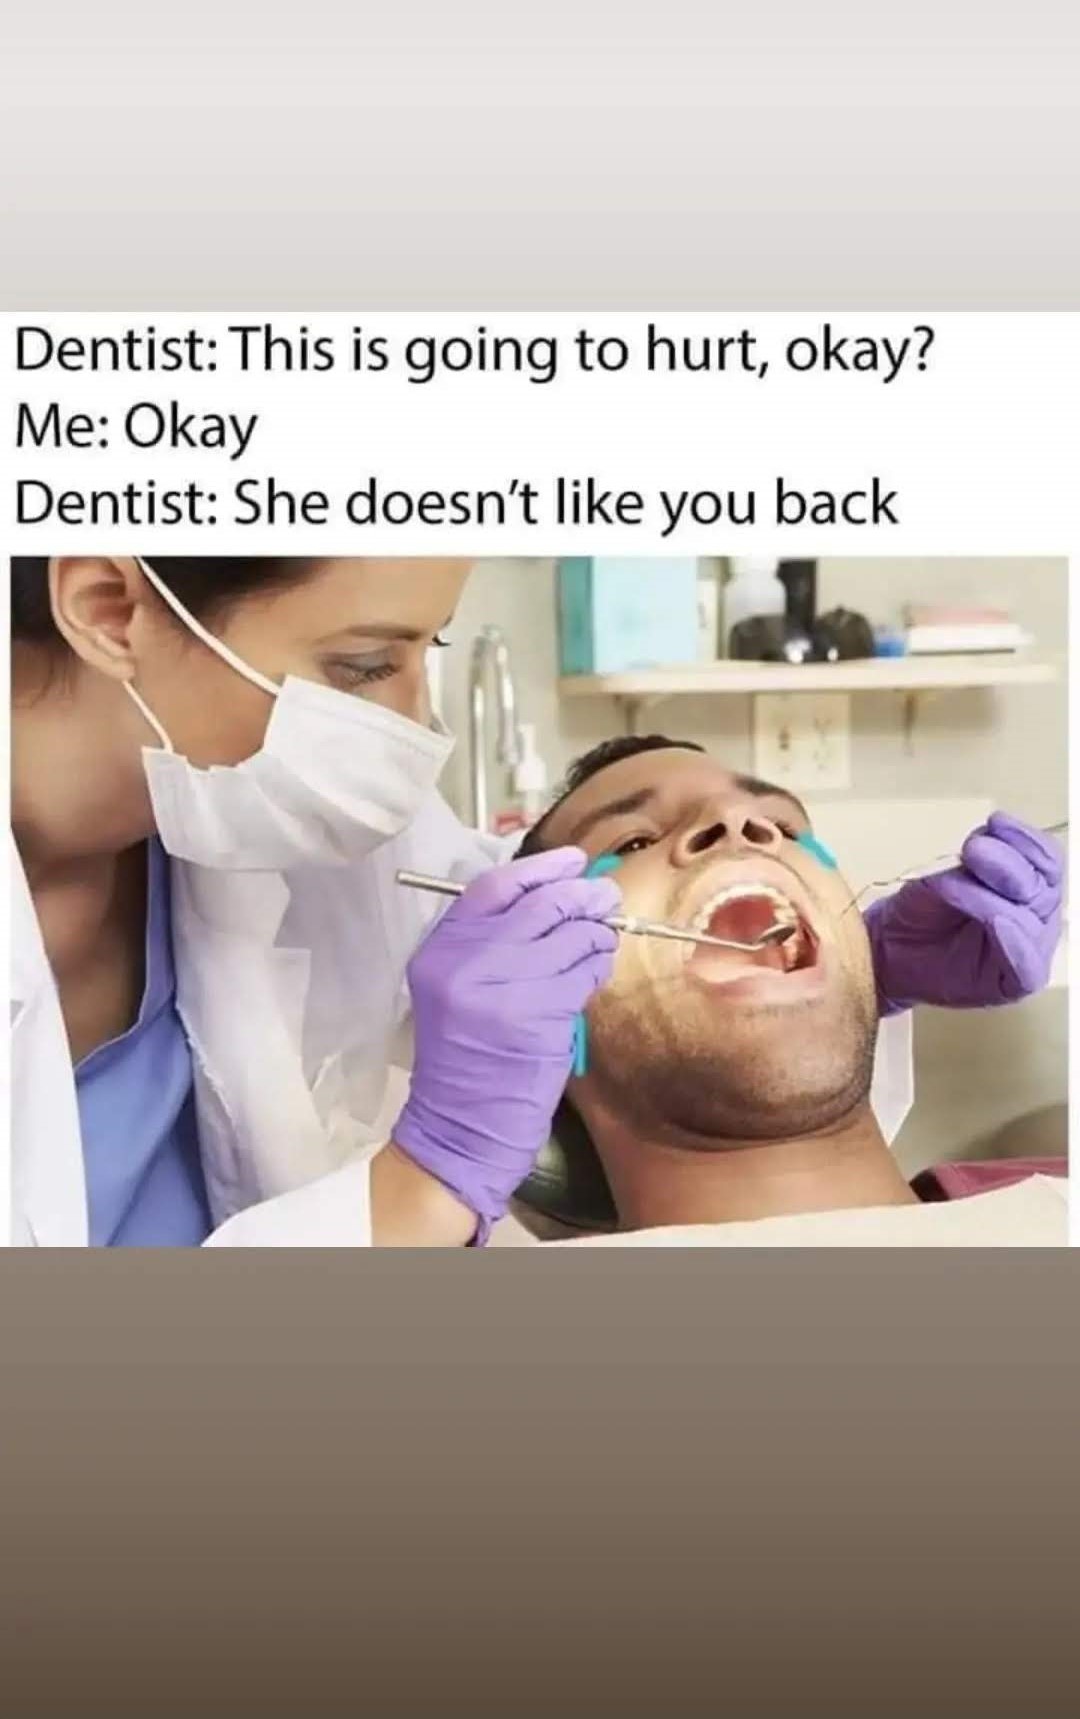 Dentist: This is going to hurt, okay?
Me: Okay
Dentist: She doesn't like you back